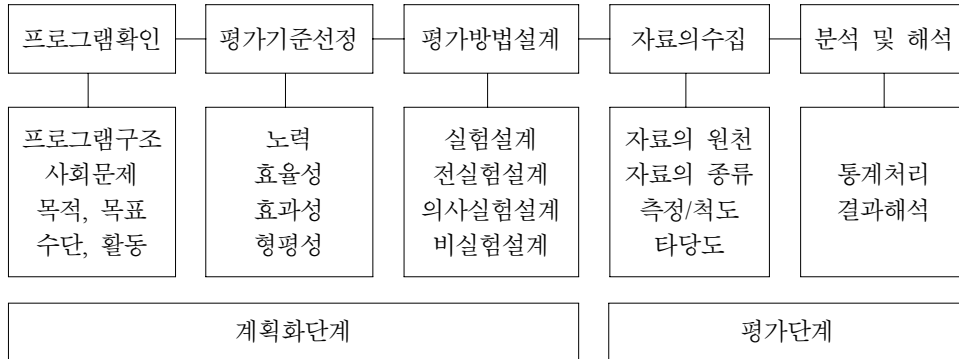 프로그램확인
평가기준선정
평가방법설계
자료의수집
분석 및 해석
프로그램구조
사회문제
목적, 목표
수단, 활동
노력
효율성
효과성
형평성
실험설계
전실험설계
의사실험설계
비실험설계
자료의 원천
자료의 종류
측정/척도
타당도
통계처리
결과해석
계획화단계
평가단계